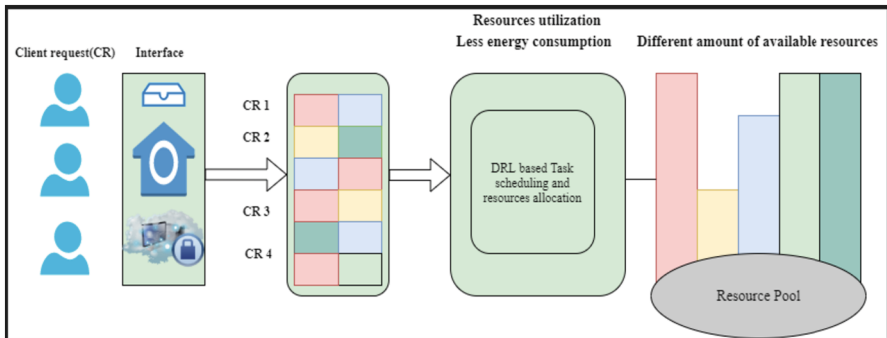 Resources utilization
Less energy consumption
Client request(CR)
Interface
Different amount of available resources
CR 1
CR 2
CR 3
CR 4
DRL based Task
scheduling and
resources allocation
Resource Pool